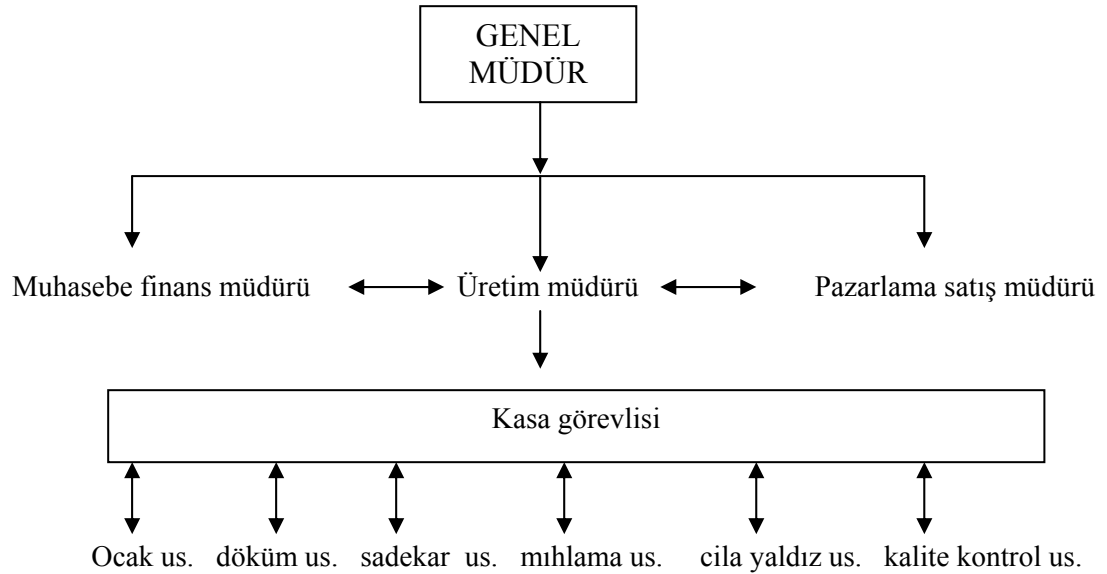 GENEL
MÜDÜR
Muhasebe finans müdürü Üretim müdürü Pazarlama satış müdürü
Kasa görevlisi
Ocak us. döküm us. sadekar us. mıhlama us. cila yaldız us. kalite kontrol us.